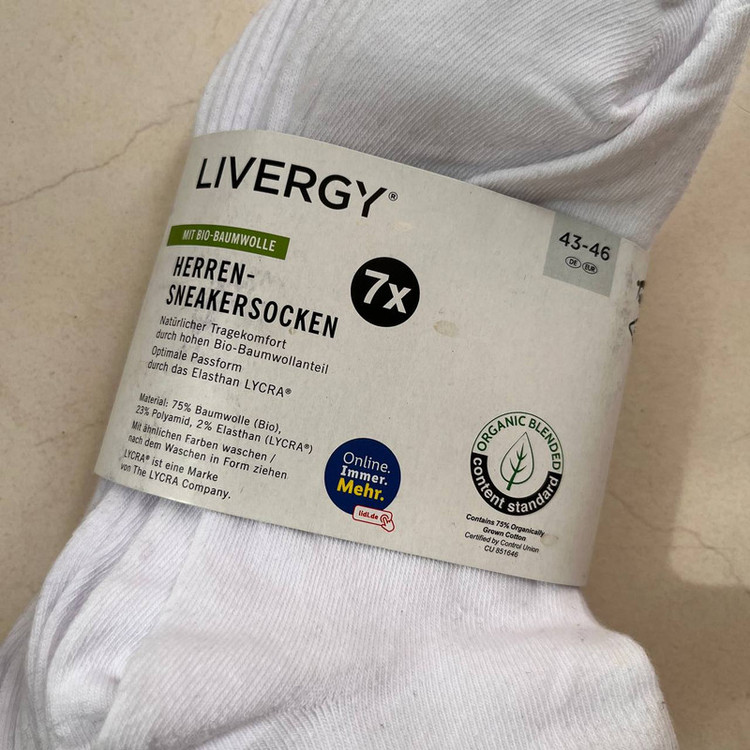 LIVERGY®
MIT BIO-BAUMWOLLE
HERREN-
SNEAKERSOCKEN
7x
43-46
DE EUR
Natürlicher Tragekomfort
durch hohen Bio-Baumwollanteil
Optimale Passform
durch das Elasthan LYCRA®
Material: 75% Baumwolle (Bio),
23% Polyamid, 2% Elasthan (LYCRA®)
Mit ähnlichen Farben waschen /
nach dem Waschen in Form ziehen
LYCRA® ist eine Marke
von The LYCRA Company.
Online.
Immer.
Mehr.
lidl.de
ORGANIC BLENDED
content standard
Contains 75% Organically
Grown Cotton
Certified by Control Union
CU 851646